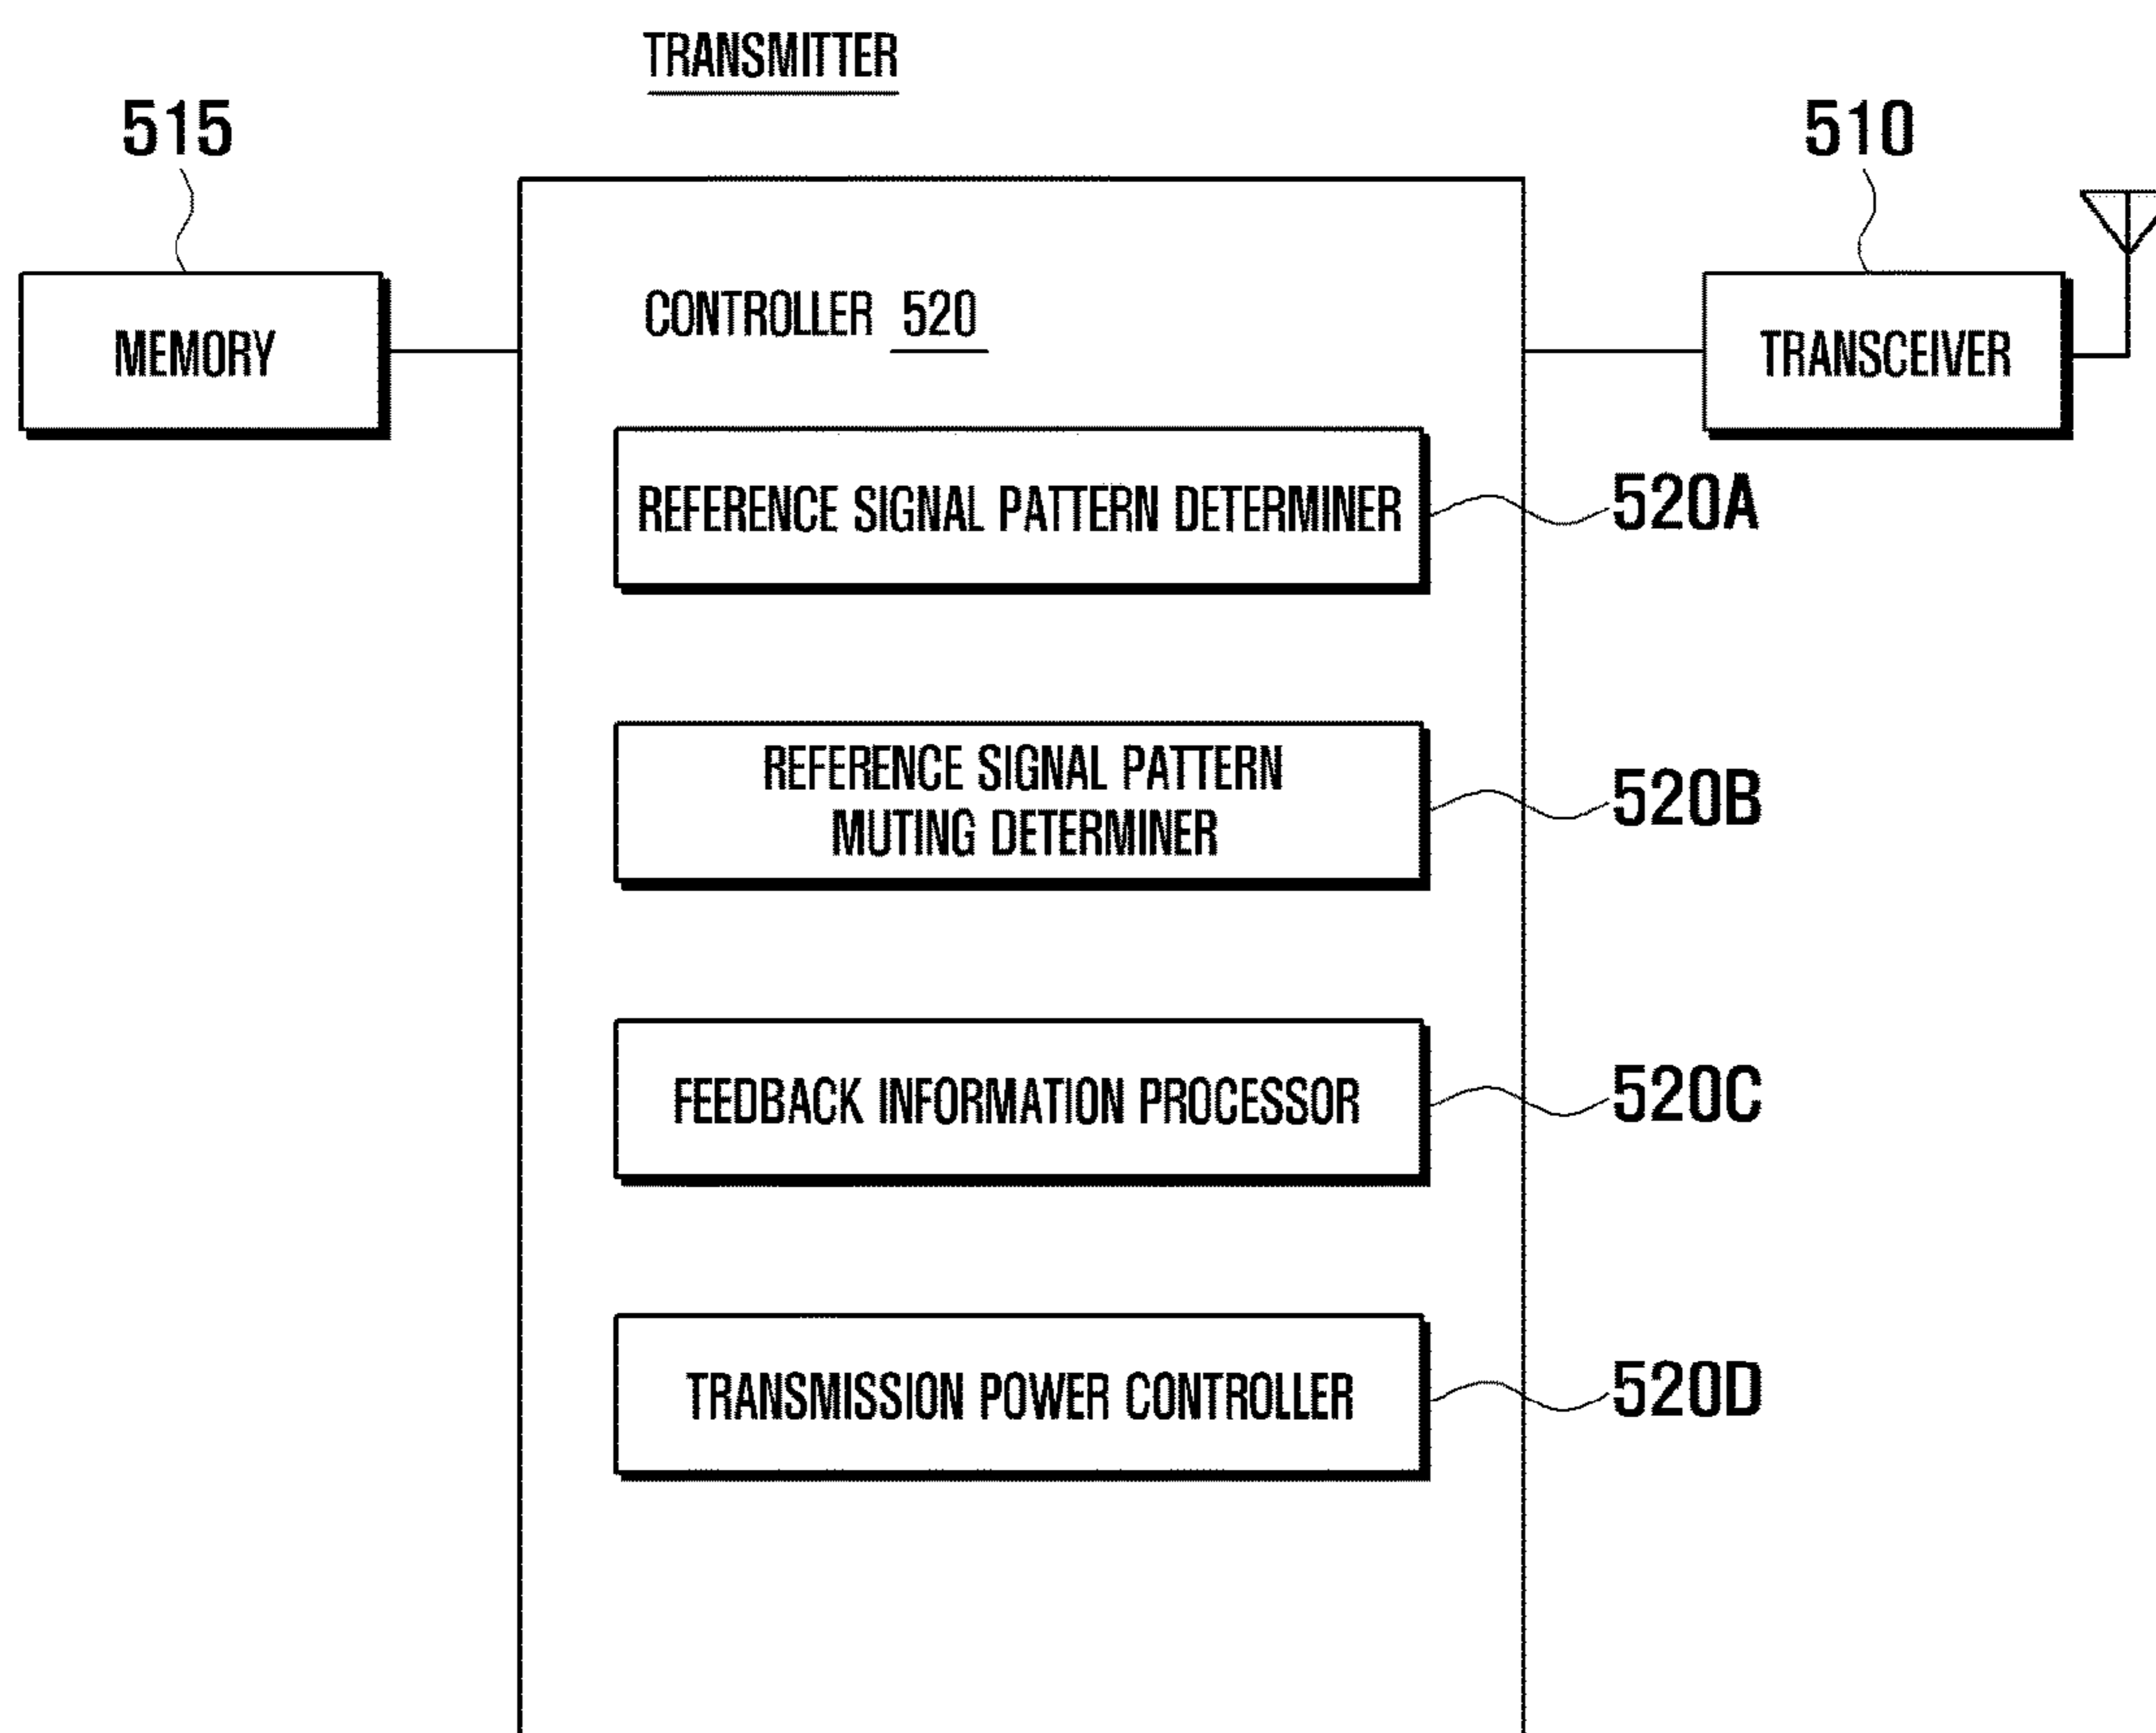 TRANSMITTER
515
510
CONTROLLER 520
MEMORY
TRANSCEIVER
REFERENCE SIGNAL PATTERN DETERMINER
520A
REFERENCE SIGNAL PATTERN
MUTING DETERMINER
520B
FEEDBACK INFORMATION PROCESSOR
520C
TRANSMISSION POWER CONTROLLER
520D